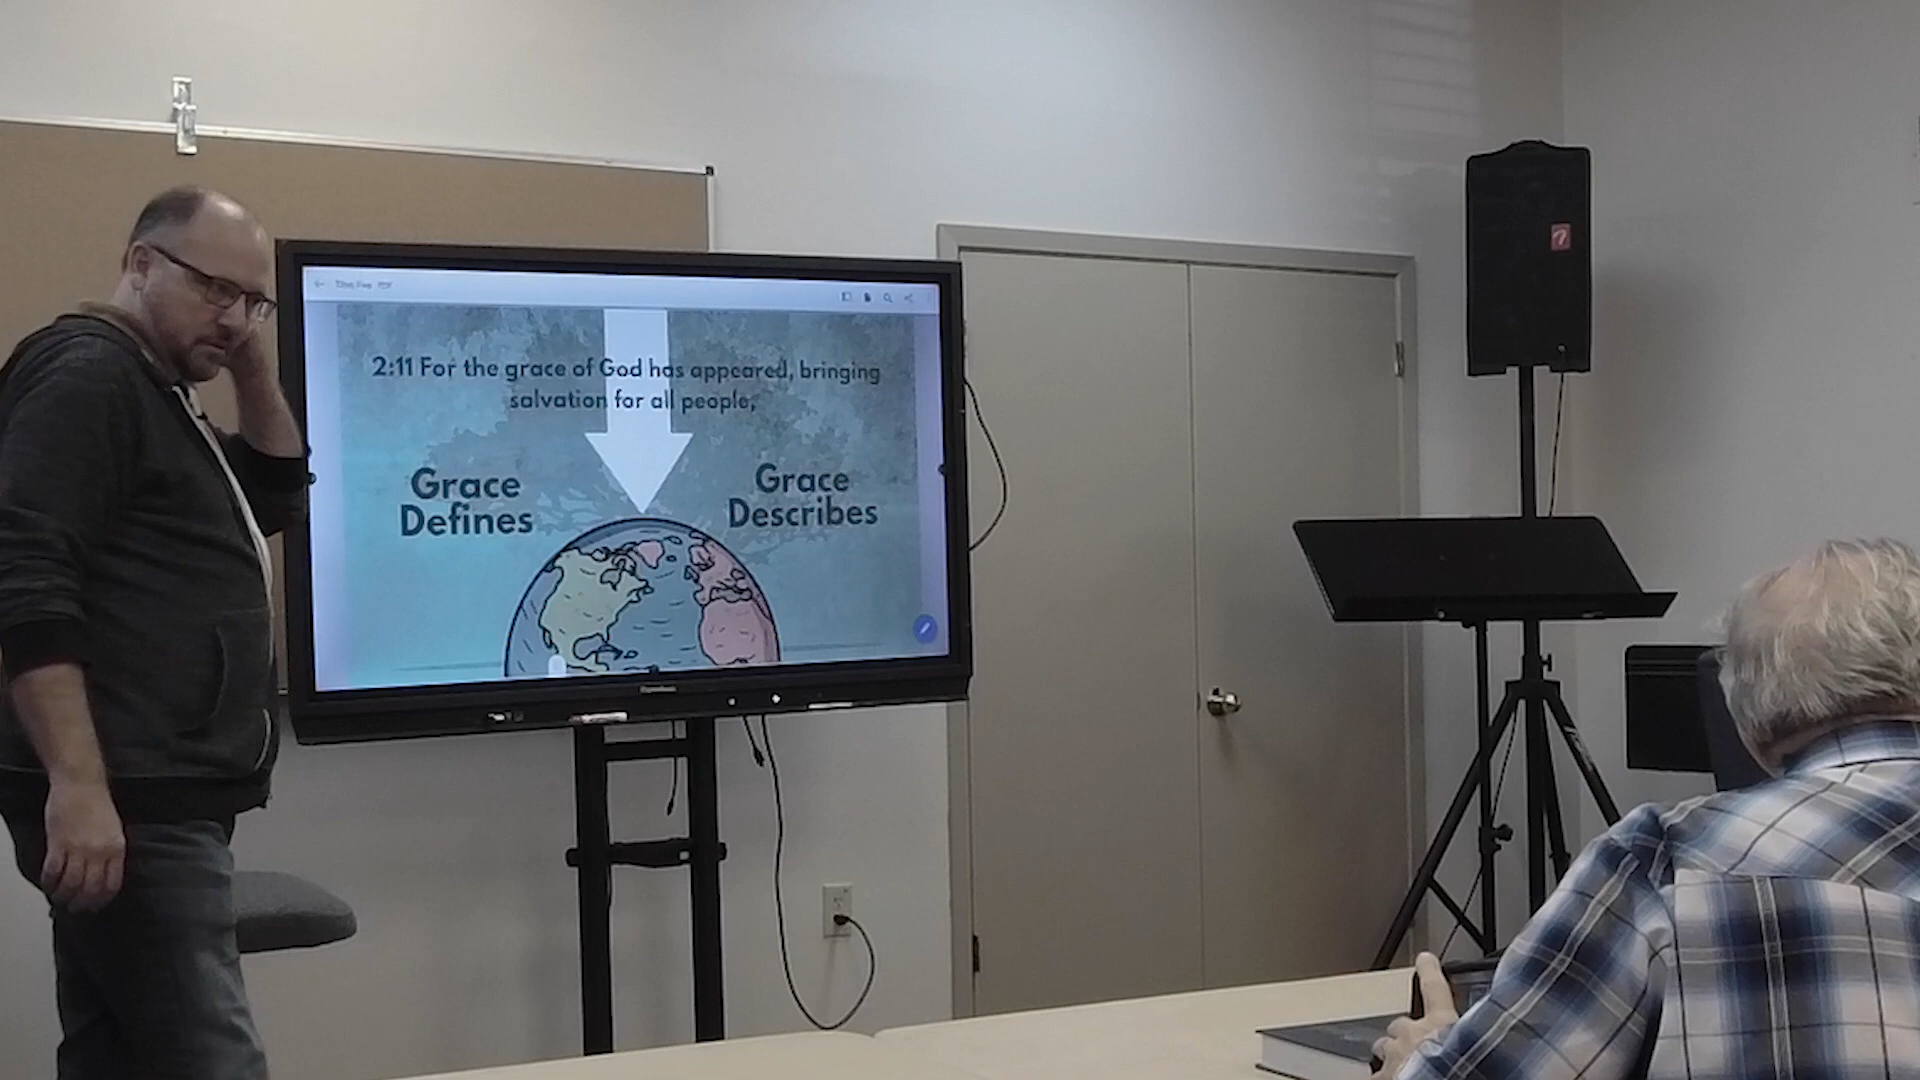 2:11 For the grace of God has appeared, bringing
salvation for all people,
Grace
Defines
Grace
Describes